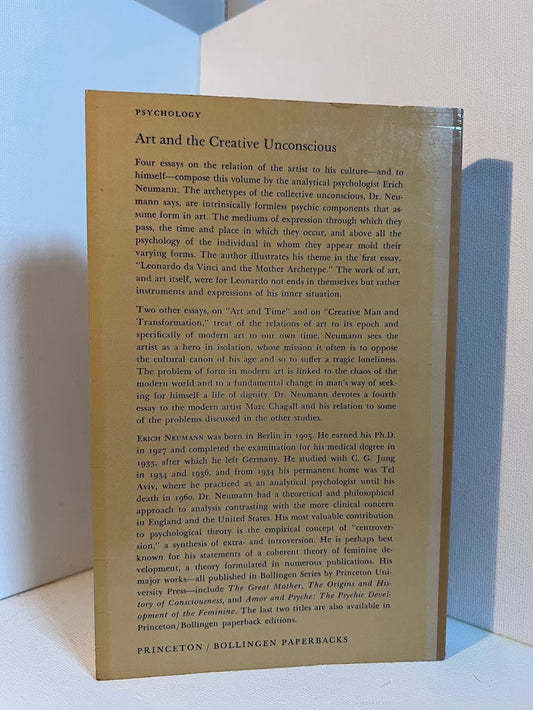 PSYCHOLOGY
Art and the Creative Unconscious
Four essays on the relation of the artist to his culture—and to
himself—compose this volume by the analytical psychologist Erich
Neumann. The archetypes of the collective unconscious, Dr. Neu-
mann says, are intrinsically formless psychic components that as-
sume form in art. The mediums of expression through which they
pass, the time and place in which they occur, and above all the
psychology of the individual in whom they appear mold their
varying forms. The author illustrates his theme in the first essay,
"Leonardo da Vinci and the Mother Archetype." The work of art,
and art itself, were for Leonardo not ends in themselves but rather
instruments and expressions of his inner situation.
Two other essays, on "Art and Time" and on "Creative Man and
Transformation," treat of the relations of art to its epoch and
specifically of modern art to our own time. Neumann sees the
artist as a hero in isolation, whose mission it often is to oppose
the cultural canon of his age and so to suffer a tragic loneliness.
The problem of form in modern art is linked to the chaos of the
modern world and to a fundamental change in man's way of seek-
ing for himself a life of dignity. Dr. Neumann devotes a fourth
essay to the modern artist Marc Chagall and his relation to some
of the problems discussed in the other studies.
ERICH NEUMANN was born in Berlin in 1905. He earned his Ph.D.
in 1927 and completed the examination for his medical degree in
1933, after which he left Germany. He studied with C. G. Jung
in 1934 and 1936, and from 1934 his permanent home was Tel
Aviv, where he practiced as an analytical psychologist until his
death in 1960. Dr. Neumann had a theoretical and philosophical
approach to analysis contrasting with the more clinical concern
in England and the United States. His most valuable contribution
to psychological theory is the empirical concept of "centrover-
sion," a synthesis of extra- and introversion. He is perhaps best
known for his statements of a coherent theory of feminine de-
velopment, a theory formulated in numerous publications. His
major works—all published in Bollingen Series by Princeton Uni-
versity Press—include The Great Mother, The Origins and His-
tory of Consciousness, and Amor and Psyche: The Psychic Devel-
opment of the Feminine. The last two titles are also available in
Princeton/Bollingen paperback editions.
PRINCETON / BOLLINGEN PAPERBACKS